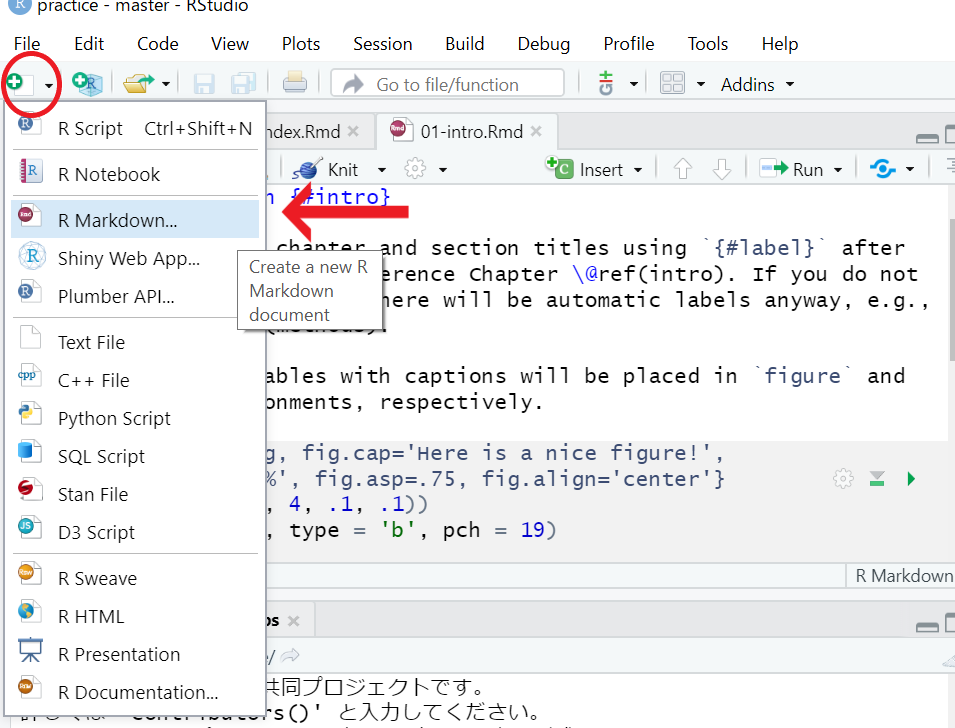 practice - master - RStudio
File Edit Code View Plots Session Build Debug Profile Tools Help
Go to file/function Addins
R Script Ctrl+Shift+N
R Notebook
R Markdown...
Shiny Web App...
Plumber API...
Text File
C++ File
Python Script
SQL Script
Stan File
D3 Script
R Sweave
R HTML
R Presentation
R Documentation...
Create a new R
Markdown
document
ndex.Rmd 01-intro.Rmd
Knit Insert Run
{#intro}
chapter and section titles using `{#label}` after
erence Chapter \@ref(intro). If you do not
here will be automatic labels anyway, e.g.,
ables with captions will be placed in `figure` and
onments, respectively.
g, fig.cap='Here is a nice figure!',
%', fig.asp=.75, fig.align='center'}
, 4, .1, .1))
, type = 'b', pch = 19)
R Markdown
bs
/
共同プロジェクトです。
'contributors()' と入力してください。